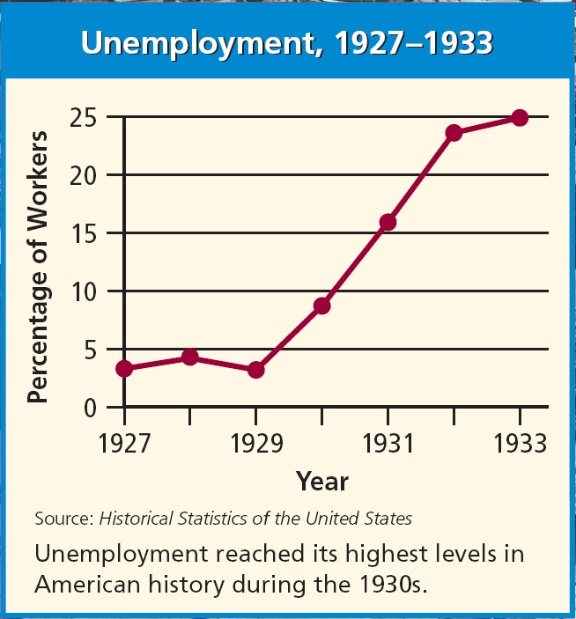 Unemployment, 1927–1933
Percentage of Workers
25
20
15
10
5
0
1927 1929 1931 1933
Year
Source: Historical Statistics of the United States
Unemployment reached its highest levels in
American history during the 1930s.